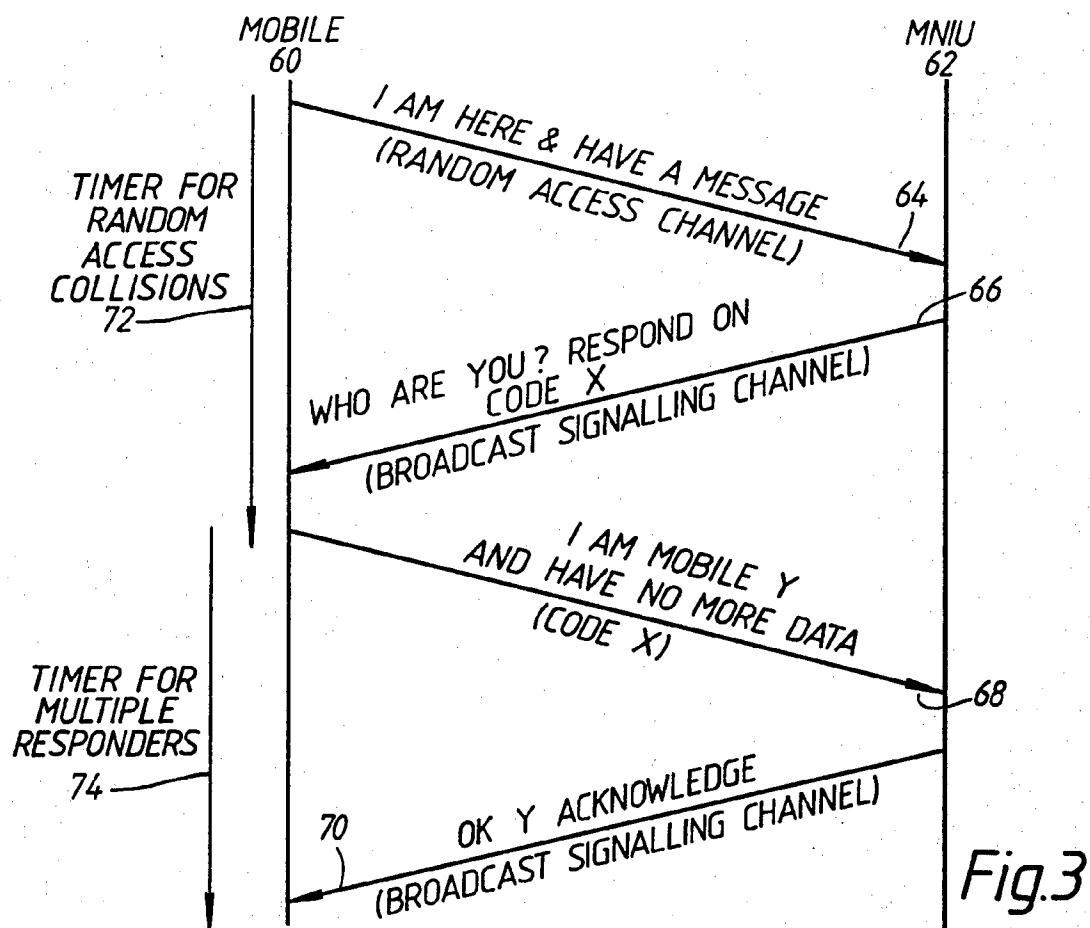 MOBILE
60
MNIU
62
I AM HERE & HAVE A MESSAGE
(RANDOM ACCESS CHANNEL)
64
TIMER FOR
RANDOM
ACCESS
COLLISIONS
72
66
WHO ARE YOU? RESPOND ON
CODE X
(BROADCAST SIGNALLING CHANNEL)
I AM MOBILE Y
AND HAVE NO MORE DATA
(CODE X)
68
TIMER FOR
MULTIPLE
RESPONDERS
74
70
OK Y ACKNOWLEDGE
(BROADCAST SIGNALLING CHANNEL)
Fig.3